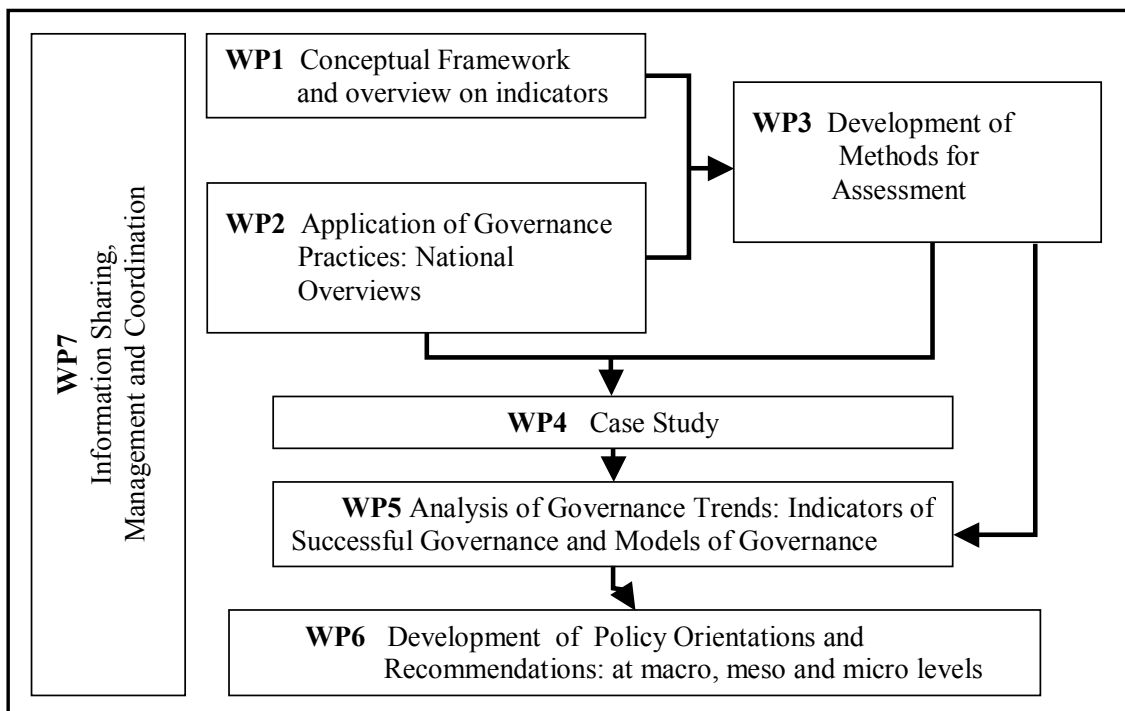 WP7
Information Sharing,
Management and Coordination
WP1 Conceptual Framework
and overview on indicators
WP2 Application of Governance
Practices: National
Overviews
WP3 Development of
Methods for
Assessment
WP4 Case Study
WP5 Analysis of Governance Trends: Indicators of
Successful Governance and Models of Governance
WP6 Development of Policy Orientations and
Recommendations: at macro, meso and micro levels